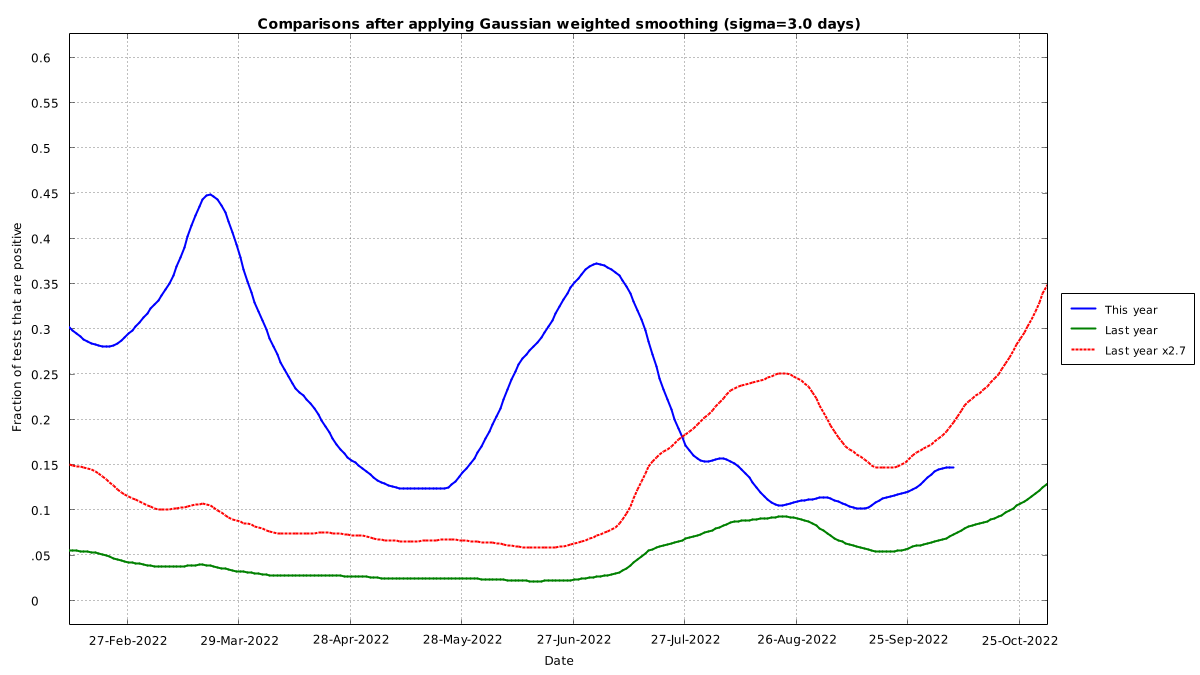 Comparisons after applying Gaussian weighted smoothing (sigma=3.0 days)
0.6
0.55
0.5
0.45
0.4
0.35
0.3
0.25
0.2
0.15
0.1
.05
0
Fraction of tests that are positive
27-Feb-2022
29-Mar-2022
28-Apr-2022
28-May-2022
27-Jun-2022
27-Jul-2022
26-Aug-2022
25-Sep-2022
25-Oct-2022
Date
This year
Last year
Last year x2.7